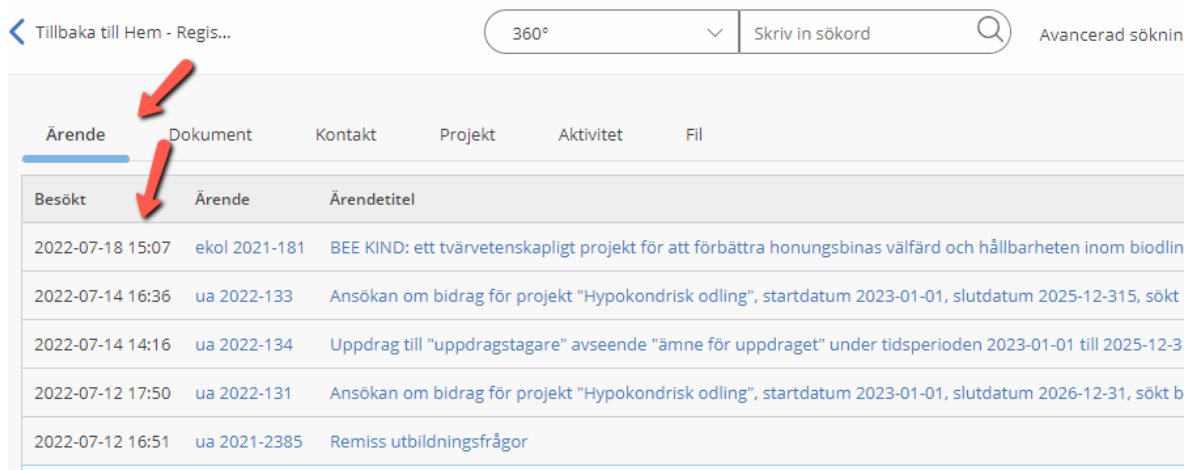 Tillbaka till Hem - Regis... 360° Skriv in sökord Avancerad söknin
Ärende Dokument Kontakt Projekt Aktivitet Fil
Besökt Ärende Ärendetitel
2022-07-18 15:07 ekol 2021-181 BEE KIND: ett tvärvetenskapligt projekt för att förbättra honungsbinas välfärd och hållbarheten inom biodlin
2022-07-14 16:36 ua 2022-133 Ansökan om bidrag för projekt "Hypokondrisk odling", startdatum 2023-01-01, slutdatum 2025-12-315, sökt
2022-07-14 14:16 ua 2022-134 Uppdrag till "uppdragstagare" avseende "ämne för uppdraget" under tidsperioden 2023-01-01 till 2025-12-3
2022-07-12 17:50 ua 2022-131 Ansökan om bidrag för projekt "Hypokondrisk odling", startdatum 2023-01-01, slutdatum 2026-12-31, sökt b
2022-07-12 16:51 ua 2021-2385 Remiss utbildningsfrågor